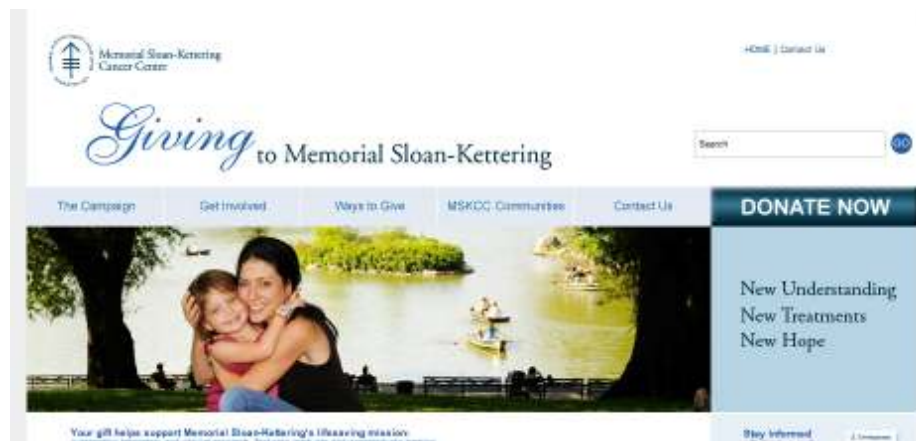 Memorial Sloan-Kettering
Cancer Center
HOME | Contact Us
Giving to Memorial Sloan-Kettering
Search
GO
The Campaign
Get Involved
Ways to Give
MSKCC Communities
Contact Us
DONATE NOW
New Understanding
New Treatments
New Hope
Your gift helps support Memorial Sloan-Kettering's lifesaving mission:
Stay Informed